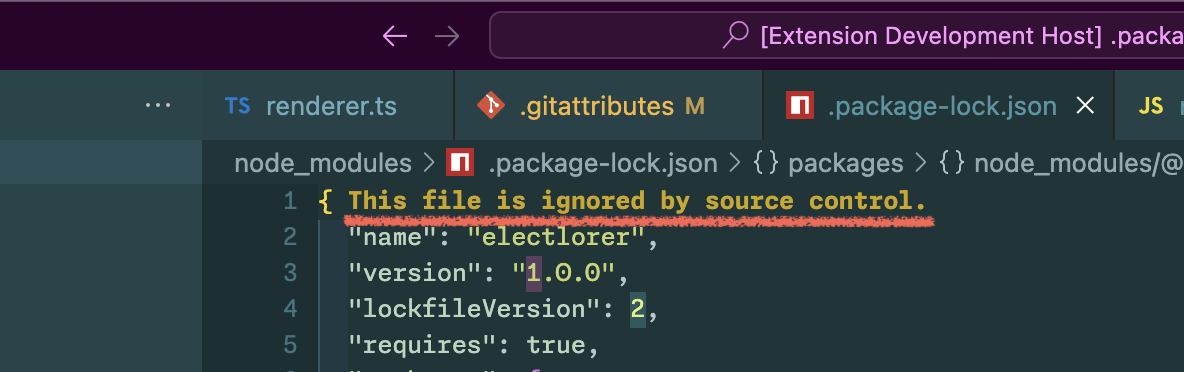 [Extension Development Host] .packa
TS renderer.ts
.gitattributes M
.package-lock.json
JS
node_modules > .package-lock.json > {} packages > {} node_modules/@
1 { This file is ignored by source control.
2 "name": "electlorer",
3 "version": "1.0.0",
4 "lockfileVersion": 2,
5 "requires": true,